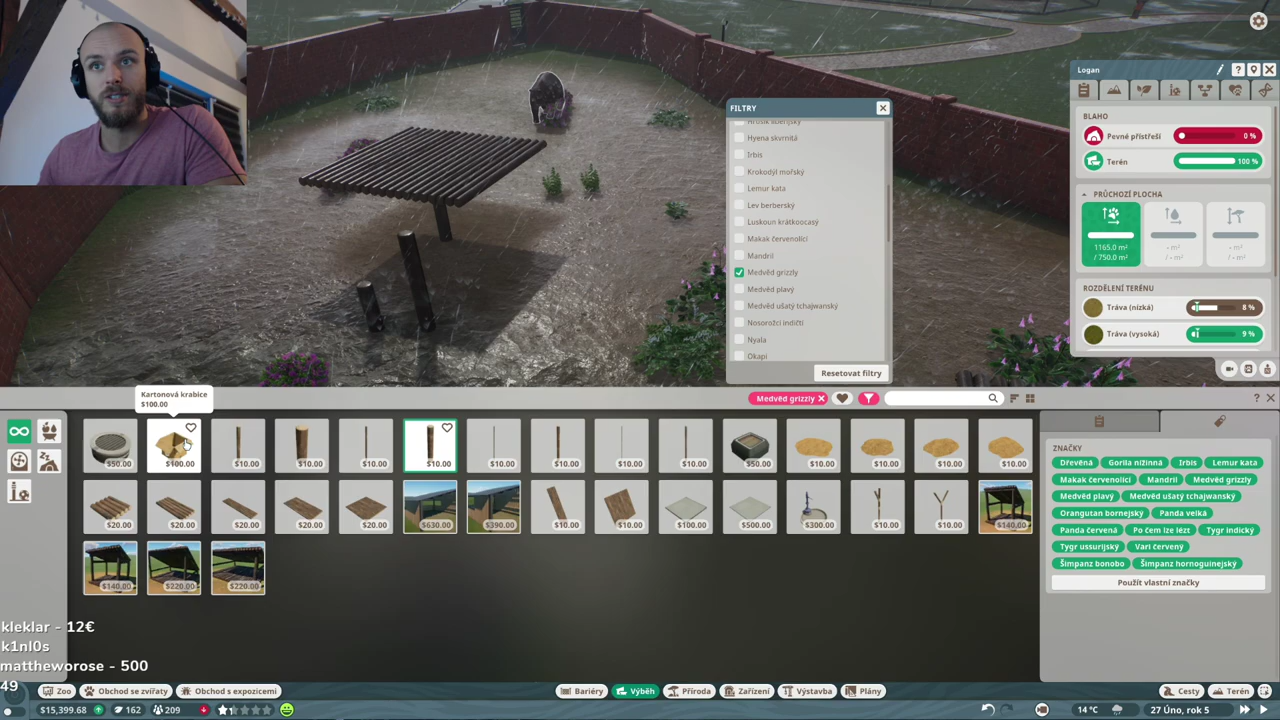 FILTRY
Hrošík liberijský
Hyena skvrnitá
Irbis
Krokodýl mořský
Lemur kata
Lev berberský
Luskoun krátkoocasý
Makak červenolící
Mandril
Medvěd grizzly
Medvěd plavý
Medvěd ušatý tchajwanský
Nosorožci indičtí
Nyala
Okapi
Resetovat filtry
Logan
BLAHO
Pevné přístřeší 0 %
Terén 100 %
PRŮCHOZÍ PLOCHA
1165.0 m² / 750.0 m²
- m² / - m²
- m² / - m²
ROZDĚLENÍ TERÉNU
Tráva (nízká) 8 %
Tráva (vysoká) 9 %
Kartonová krabice
$100.00
Medvěd grizzly
$50.00 $100.00 $10.00 $10.00 $10.00 $10.00 $10.00 $10.00 $10.00 $10.00 $50.00 $10.00 $10.00 $10.00 $10.00
$20.00 $20.00 $20.00 $20.00 $20.00 $630.00 $390.00 $10.00 $10.00 $100.00 $500.00 $300.00 $10.00 $10.00 $140.00
$140.00 $220.00 $220.00
ZNAČKY
Dřevěná Gorila nížinná Irbis Lemur kata
Makak červenolící Mandril Medvěd grizzly
Medvěd plavý Medvěd ušatý tchajwanský
Orangutan bornejský Panda velká
Panda červená Po čem lze lézt Tygr indický
Tygr ussurijský Vari červený
Šimpanz bonobo Šimpanz hornoguinejský
Použít vlastní značky
kleklar - 12€
k1nl0s
mattheworose - 500
49
Zoo Obchod se zvířaty Obchod s expozicemi Bariéry Výběh Příroda Zařízení Výstavba Plány Cesty Terén
$15,399.68 162 209 14 °C 27 Úno, rok 5